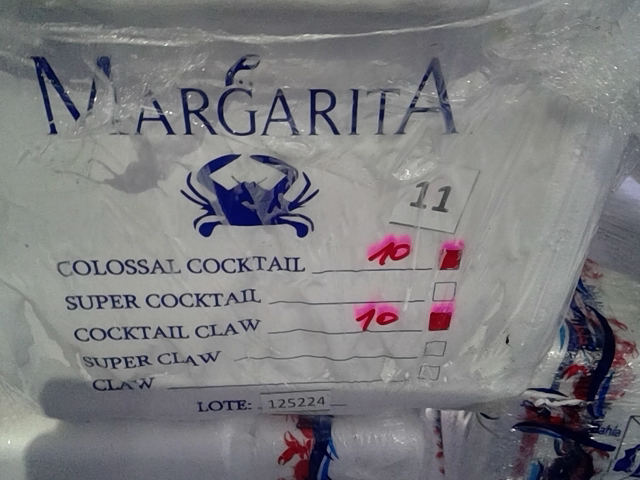 MARGARITA
11
COLOSSAL COCKTAIL 10
SUPER COCKTAIL
COCKTAIL CLAW 10
SUPER CLAW
CLAW
LOTE: 125224